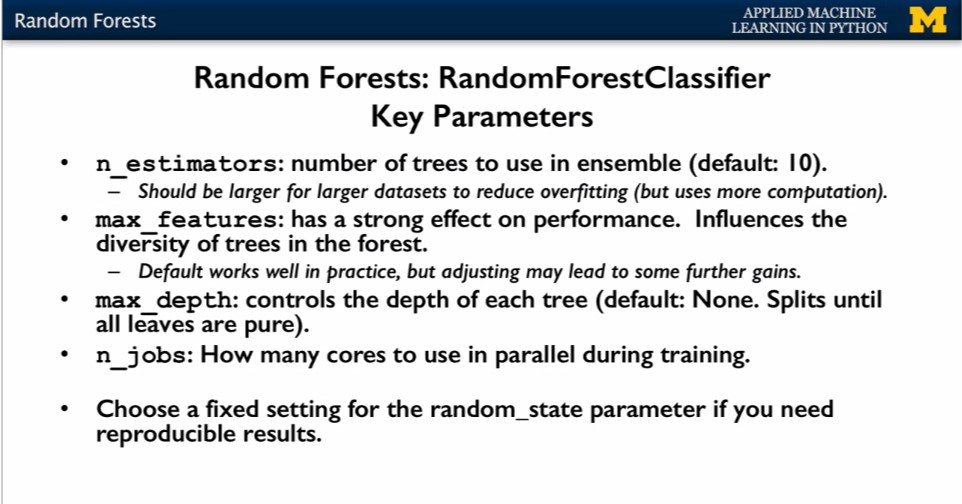 Random Forests
APPLIED MACHINE
LEARNING IN PYTHON
M
Random Forests: RandomForestClassifier
Key Parameters
• n_estimators: number of trees to use in ensemble (default: 10).
– Should be larger for larger datasets to reduce overfitting (but uses more computation).
• max_features: has a strong effect on performance. Influences the
diversity of trees in the forest.
– Default works well in practice, but adjusting may lead to some further gains.
• max_depth: controls the depth of each tree (default: None. Splits until
all leaves are pure).
• n_jobs: How many cores to use in parallel during training.
• Choose a fixed setting for the random_state parameter if you need
reproducible results.